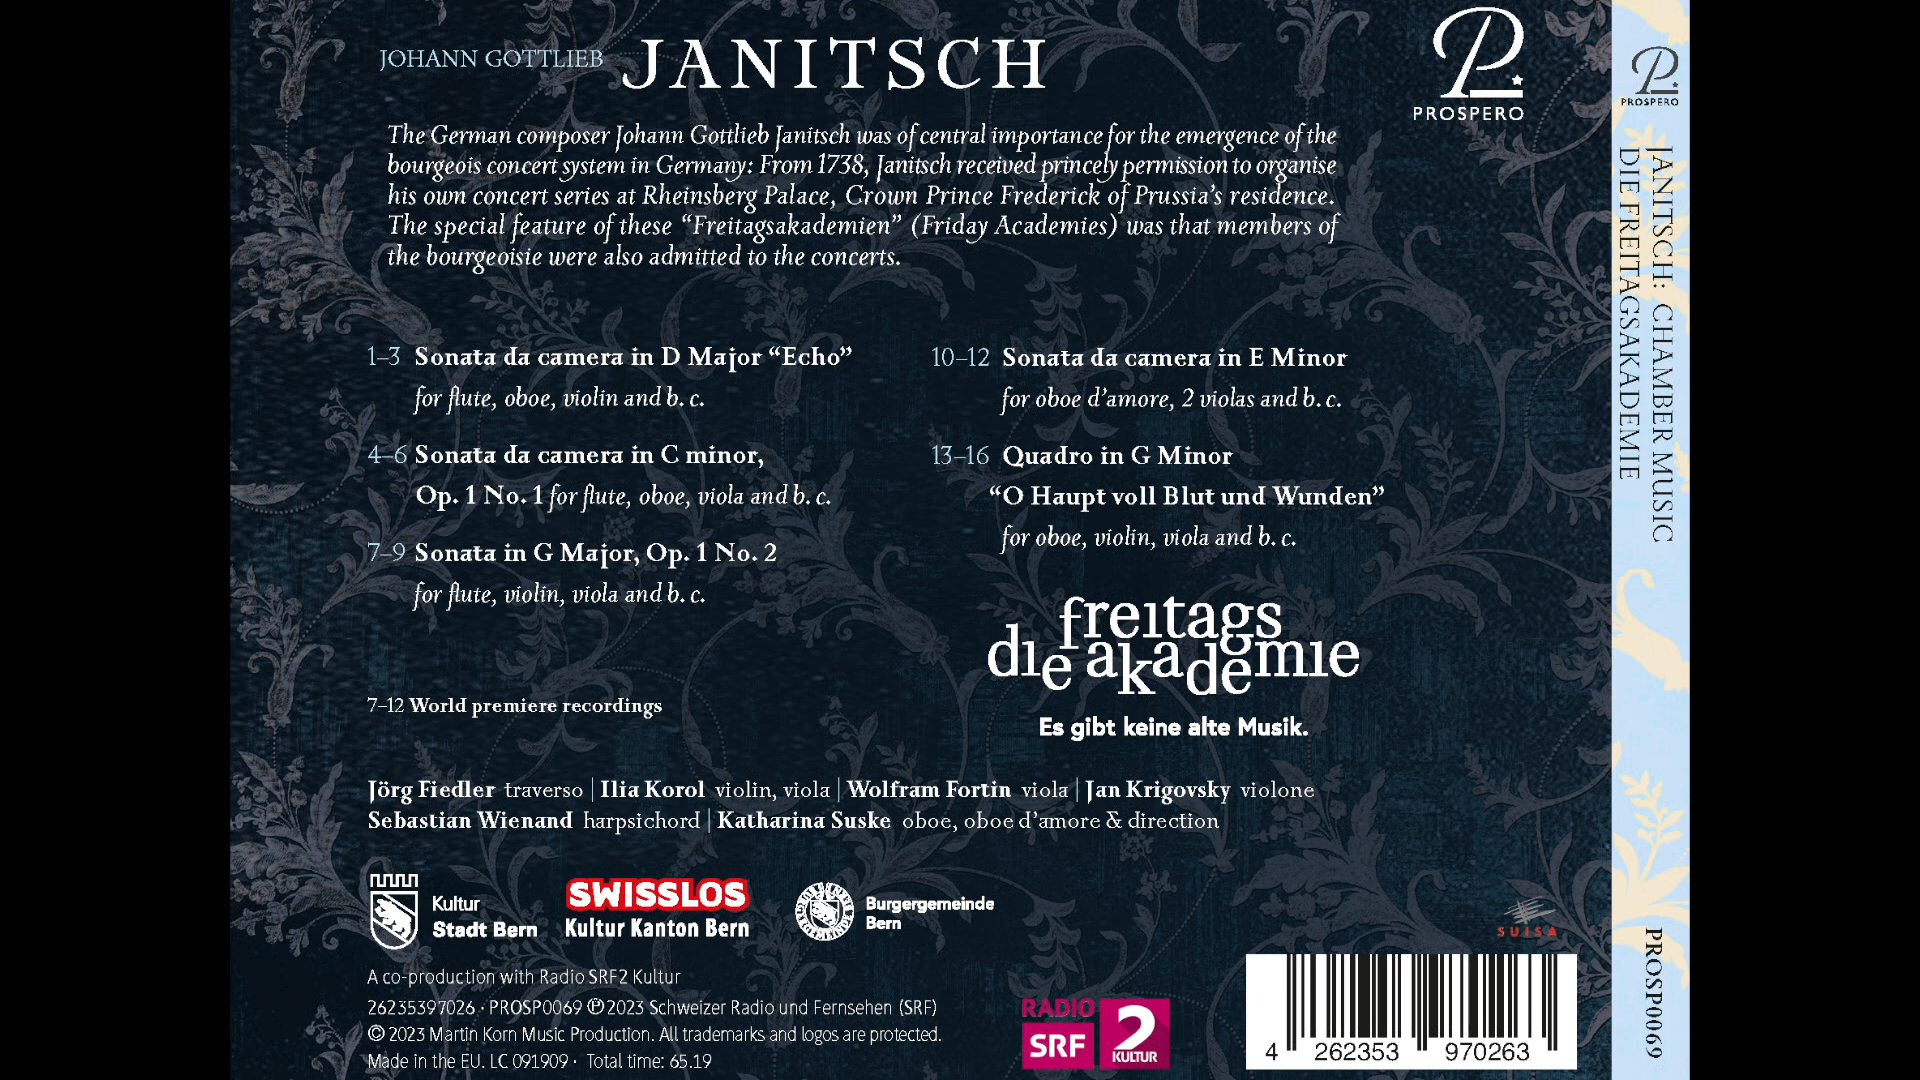 JOHANN GOTTLIEB JANITSCH
PROSPERO
The German composer Johann Gottlieb Janitsch was of central importance for the emergence of the
bourgeois concert system in Germany: From 1738, Janitsch received princely permission to organise
his own concert series at Rheinsberg Palace, Crown Prince Frederick of Prussia’s residence.
The special feature of these “Freitagsakademien” (Friday Academies) was that members of
the bourgeoisie were also admitted to the concerts.
1–3 Sonata da camera in D Major “Echo”
for flute, oboe, violin and b. c.
4–6 Sonata da camera in C minor,
Op. 1 No. 1 for flute, oboe, viola and b. c.
7–9 Sonata in G Major, Op. 1 No. 2
for flute, violin, viola and b. c.
10–12 Sonata da camera in E Minor
for oboe d’amore, 2 violas and b. c.
13–16 Quadro in G Minor
“O Haupt voll Blut und Wunden”
for oboe, violin, viola and b. c.
7–12 World premiere recordings
freitags
die akademie
Es gibt keine alte Musik.
Jörg Fiedler traverso | Ilia Korol violin, viola | Wolfram Fortin viola | Jan Krigovsky violone
Sebastian Wienand harpsichord | Katharina Suske oboe, oboe d’amore & direction
Kultur
Stadt Bern
SWISSLOS
Kultur Kanton Bern
Burgergemeinde
Bern
SUISA
A co-production with Radio SRF2 Kultur
26235397026 · PROSP0069 ℗ 2023 Schweizer Radio und Fernsehen (SRF)
© 2023 Martin Korn Music Production. All trademarks and logos are protected.
Made in the EU. LC 091909 · Total time: 65.19
RADIO
SRF 2
KULTUR
4 262353 970263
PROSPERO
JANITSCH: CHAMBER MUSIC
DIE FREITAGSAKADEMIE
PROSP0069